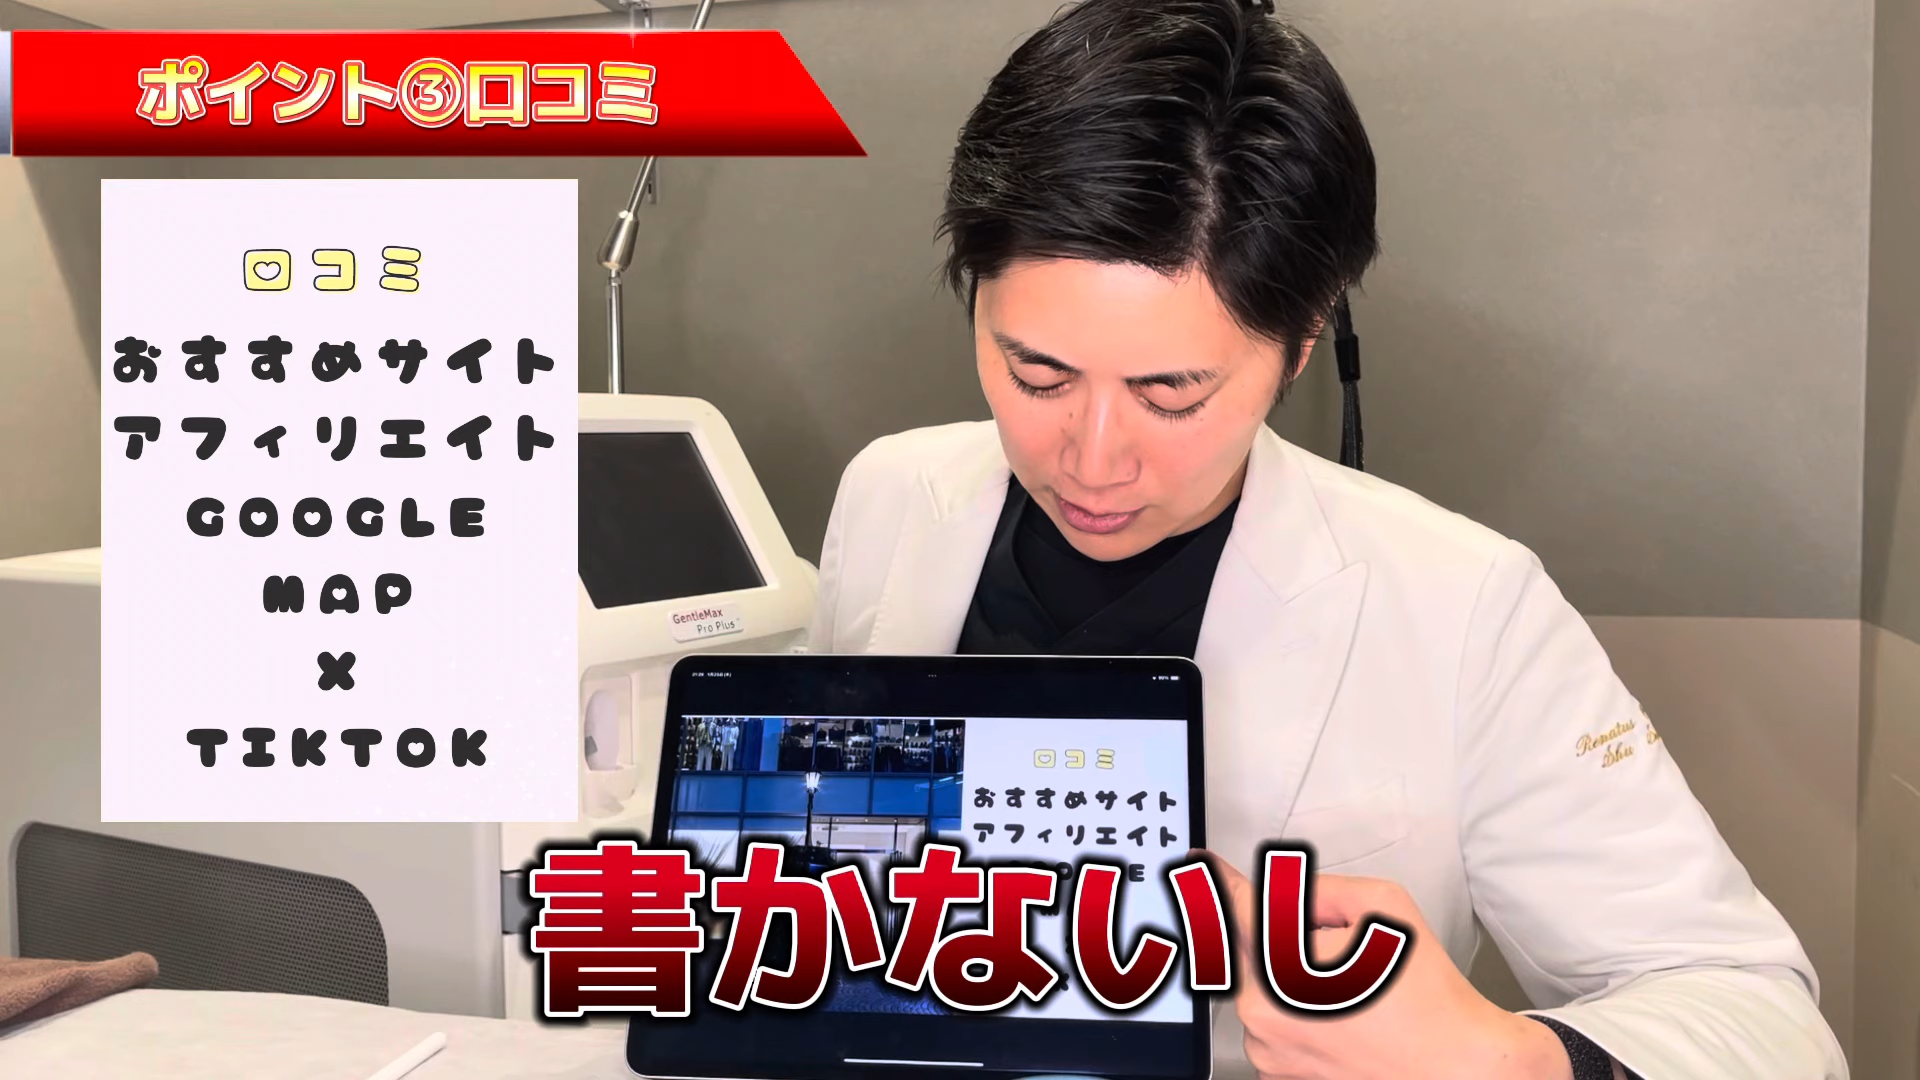 ポイント③口コミ
口コミ
おすすめサイト
アフィリエイト
GOOGLE
MAP
X
TIKTOK
GentleMax
Pro Plus
口コミ
おすすめサイト
アフィリエイト
Renatus
Shu
書かないし